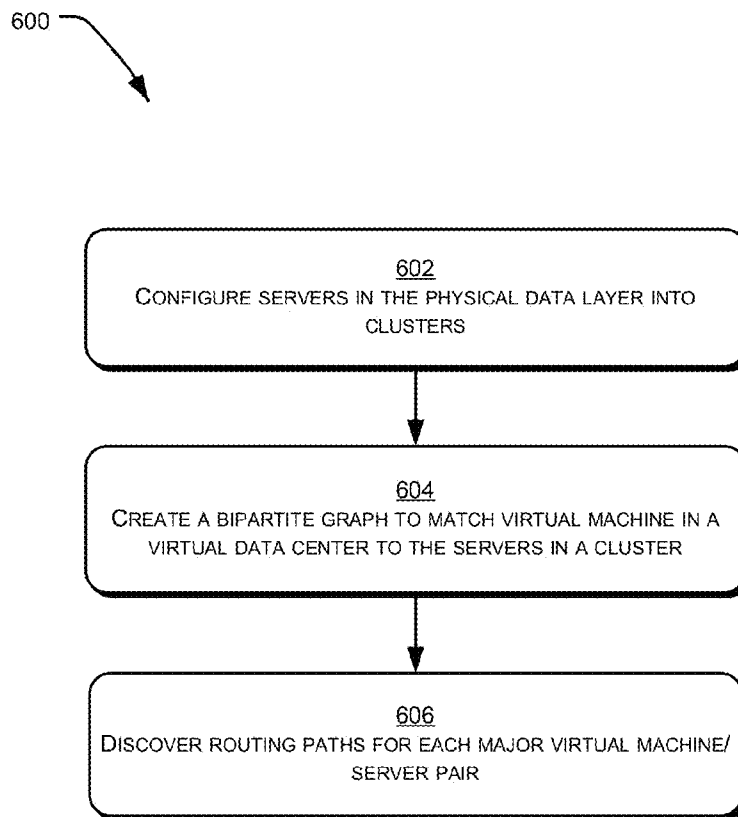 600
602
CONFIGURE SERVERS IN THE PHYSICAL DATA LAYER INTO
CLUSTERS
604
CREATE A BIPARTITE GRAPH TO MATCH VIRTUAL MACHINE IN A
VIRTUAL DATA CENTER TO THE SERVERS IN A CLUSTER
606
DISCOVER ROUTING PATHS FOR EACH MAJOR VIRTUAL MACHINE/
SERVER PAIR